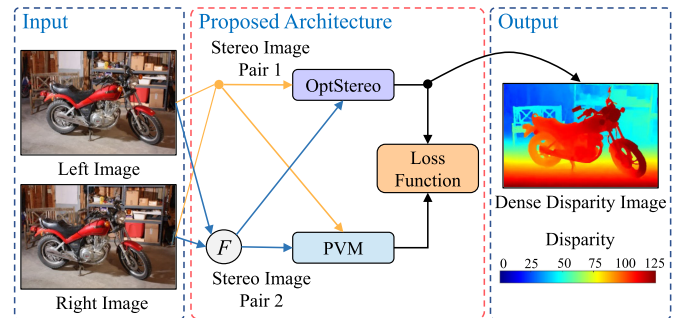 Input
Proposed Architecture
Output
Stereo Image
Pair 1
OptStereo
Left Image
Loss
Function
Dense Disparity Image
F
PVM
Stereo Image
Pair 2
Right Image
Disparity
0 25 50 75 100 125